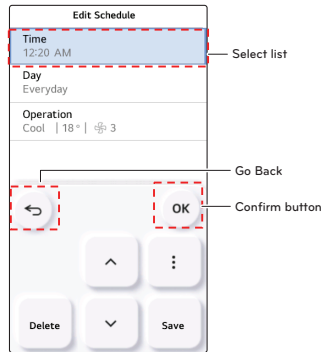 Edit Schedule
Time
12:20 AM
Select list
Day
Everyday
Operation
Cool | 18° | 3
Go Back
OK
Confirm button
Delete
Save